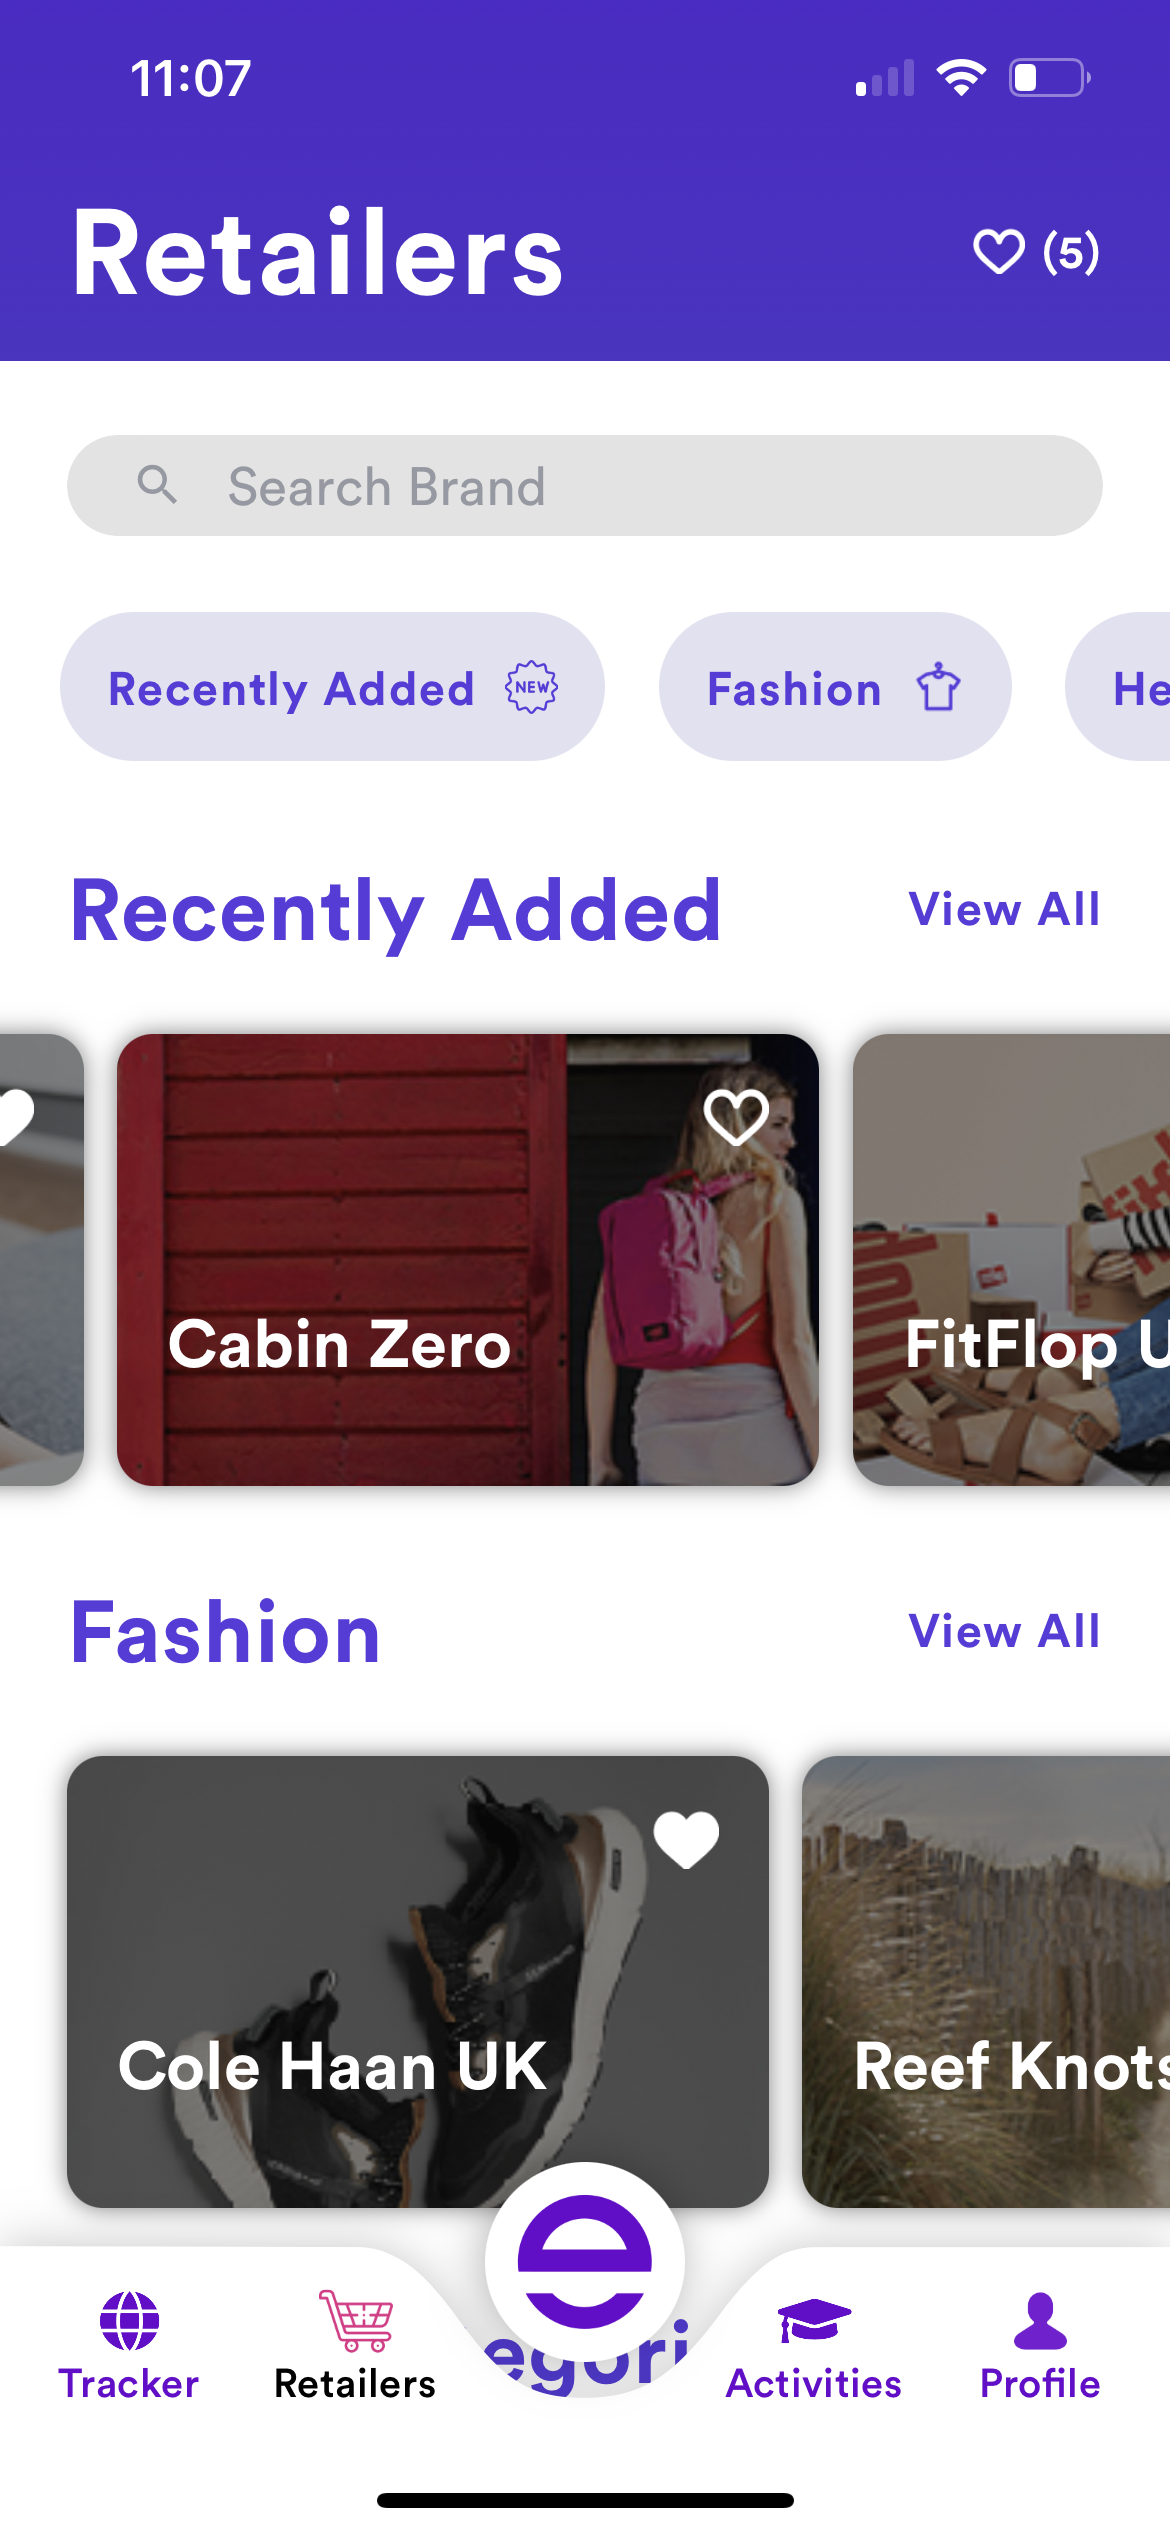 11:07
Retailers
(5)
Search Brand
Recently Added NEW Fashion He
Recently Added View All
Cabin Zero FitFlop U
Fashion View All
Cole Haan UK Reef Knots
egori
Tracker Retailers Activities Profile